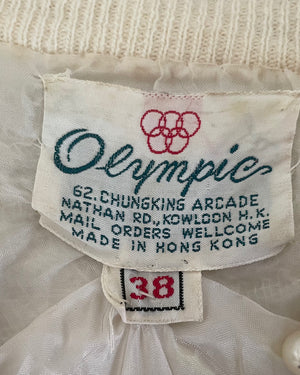 Olympic
62, CHUNGKING ARCADE
NATHAN RD., KOWLOON H.K.
MAIL ORDERS WELLCOME
MADE IN HONG KONG
38